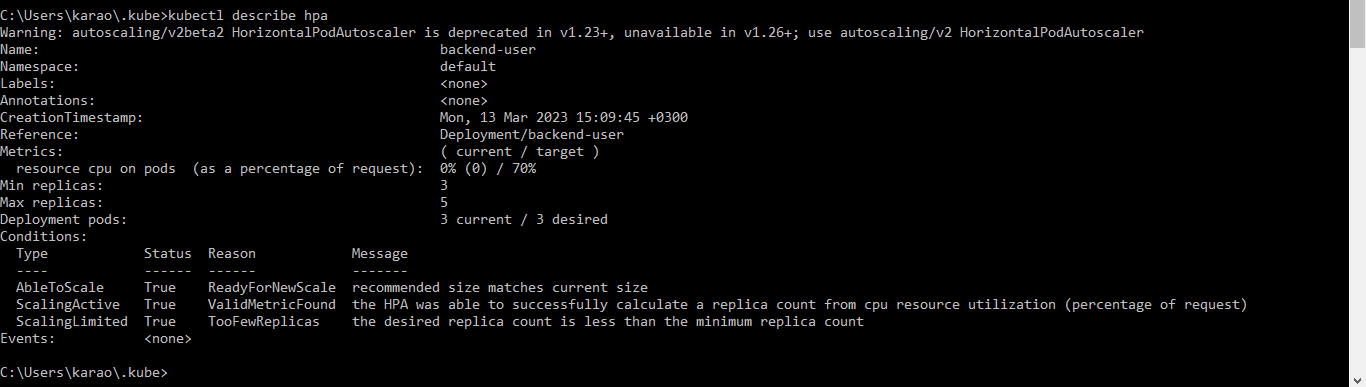 C:\Users\karao\.kube>kubectl describe hpa
Warning: autoscaling/v2beta2 HorizontalPodAutoscaler is deprecated in v1.23+, unavailable in v1.26+; use autoscaling/v2 HorizontalPodAutoscaler
Name:                                                  backend-user
Namespace:                                             default
Labels:                                                <none>
Annotations:                                           <none>
CreationTimestamp:                                     Mon, 13 Mar 2023 15:09:45 +0300
Reference:                                             Deployment/backend-user
Metrics:                                               ( current / target )
  resource cpu on pods  (as a percentage of request):  0% (0) / 70%
Min replicas:                                          3
Max replicas:                                          5
Deployment pods:                                       3 current / 3 desired
Conditions:
  Type            Status  Reason            Message
  ----            ------  ------            -------
  AbleToScale     True    ReadyForNewScale  recommended size matches current size
  ScalingActive   True    ValidMetricFound  the HPA was able to successfully calculate a replica count from cpu resource utilization (percentage of request)
  ScalingLimited  True    TooFewReplicas    the desired replica count is less than the minimum replica count
Events:           <none>
C:\Users\karao\.kube>